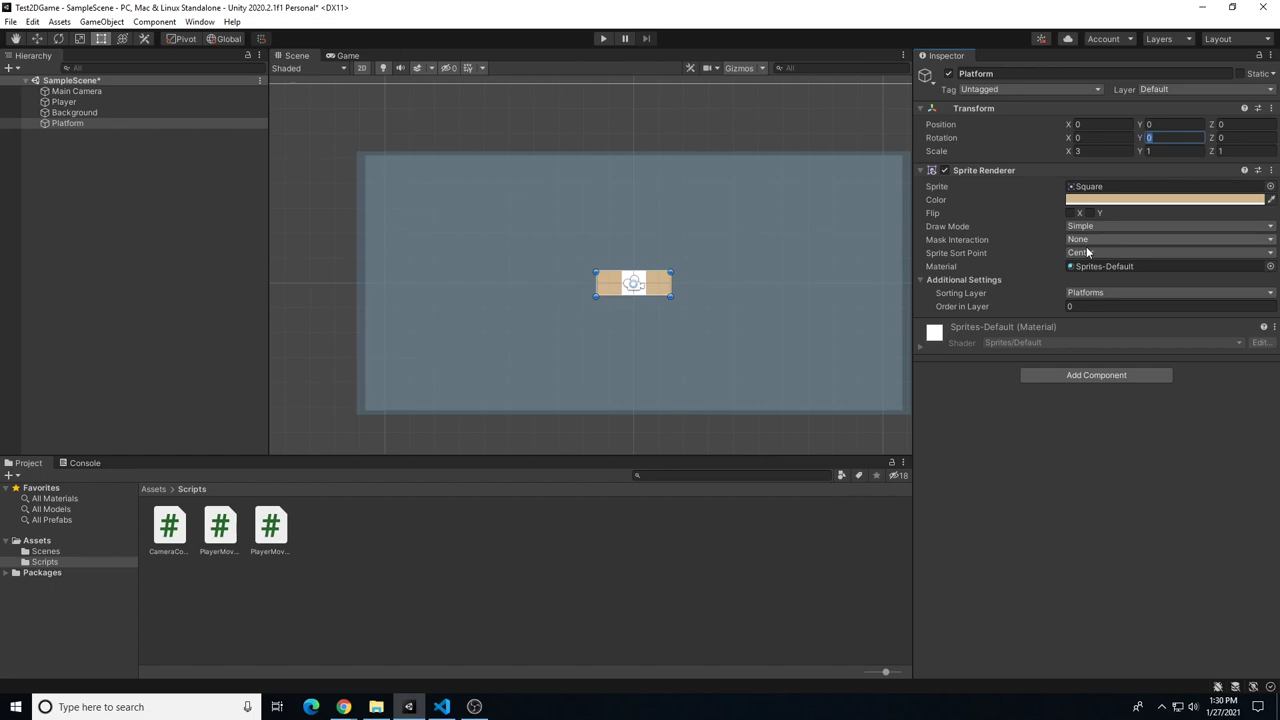 Test2DGame - SampleScene - PC, Mac & Linux Standalone - Unity 2020.2.1f1 Personal* <DX11>
File Edit Assets GameObject Component Window Help
Pivot Global Account Layers Layout
Hierarchy Scene Game Inspector
All Shaded 2D 0 Gizmos All
Platform Static
SampleScene*
Main Camera
Player
Background
Platform
Tag Untagged Layer Default
Transform
Position X 0 Y 0 Z 0
Rotation X 0 Y 0 Z 0
Scale X 3 Y 1 Z 1
Sprite Renderer
Sprite Square
Color
Flip X Y
Draw Mode Simple
Mask Interaction None
Sprite Sort Point
Material Sprites-Default
Additional Settings
Sorting Layer Platforms
Order in Layer 0
Sprites-Default (Material)
Shader Sprites/Default Edit...
Add Component
Project Console
18
Favorites
All Materials
All Models
All Prefabs
Assets
Scenes
Scripts
Packages
Assets > Scripts
# # #
CameraCo... PlayerMov... PlayerMov...
Type here to search
1:30 PM
1/27/2021